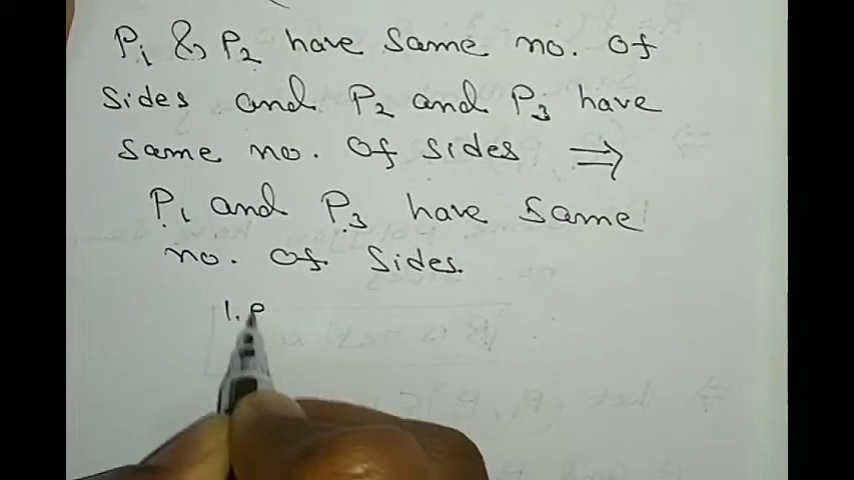 P₁ & P₂ have same no. of
sides and P₂ and P₃ have
same no. of sides ⇒
P₁ and P₃ have same
no. of sides.
i.e